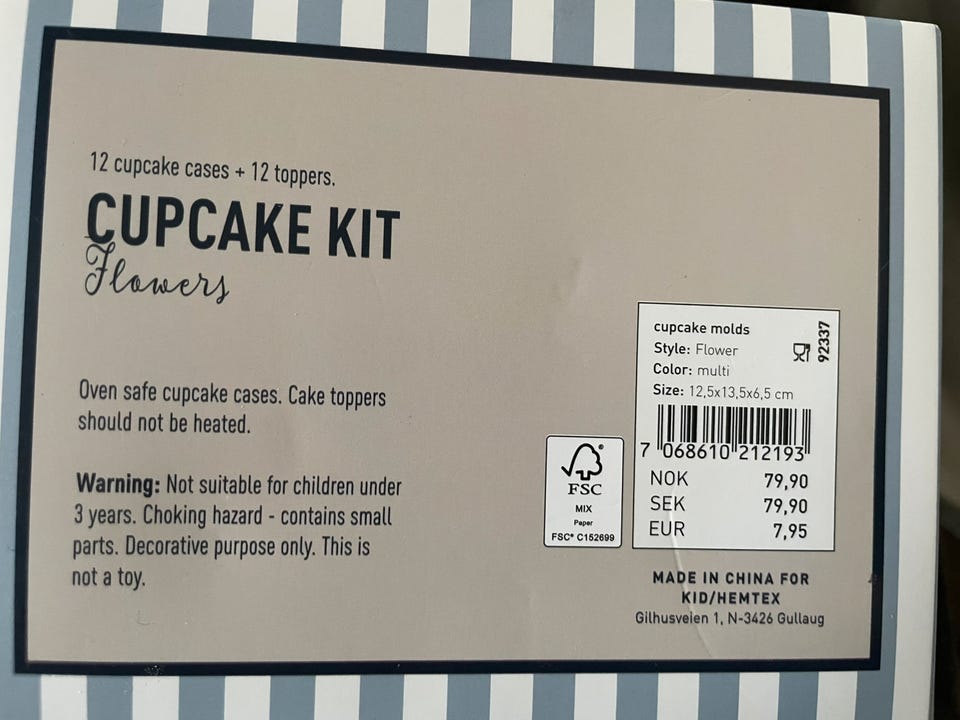 12 cupcake cases + 12 toppers.
CUPCAKE KIT
Flowers
Oven safe cupcake cases. Cake toppers
should not be heated.
Warning: Not suitable for children under
3 years. Choking hazard - contains small
parts. Decorative purpose only. This is
not a toy.
FSC
MIX
Paper
FSC® C152699
cupcake molds
Style: Flower
Color: multi
Size: 12,5x13,5x6,5 cm
92337
7 068610 212193
NOK 79,90
SEK 79,90
EUR 7,95
MADE IN CHINA FOR
KID/HEMTEX
Gilhusveien 1, N-3426 Gullaug